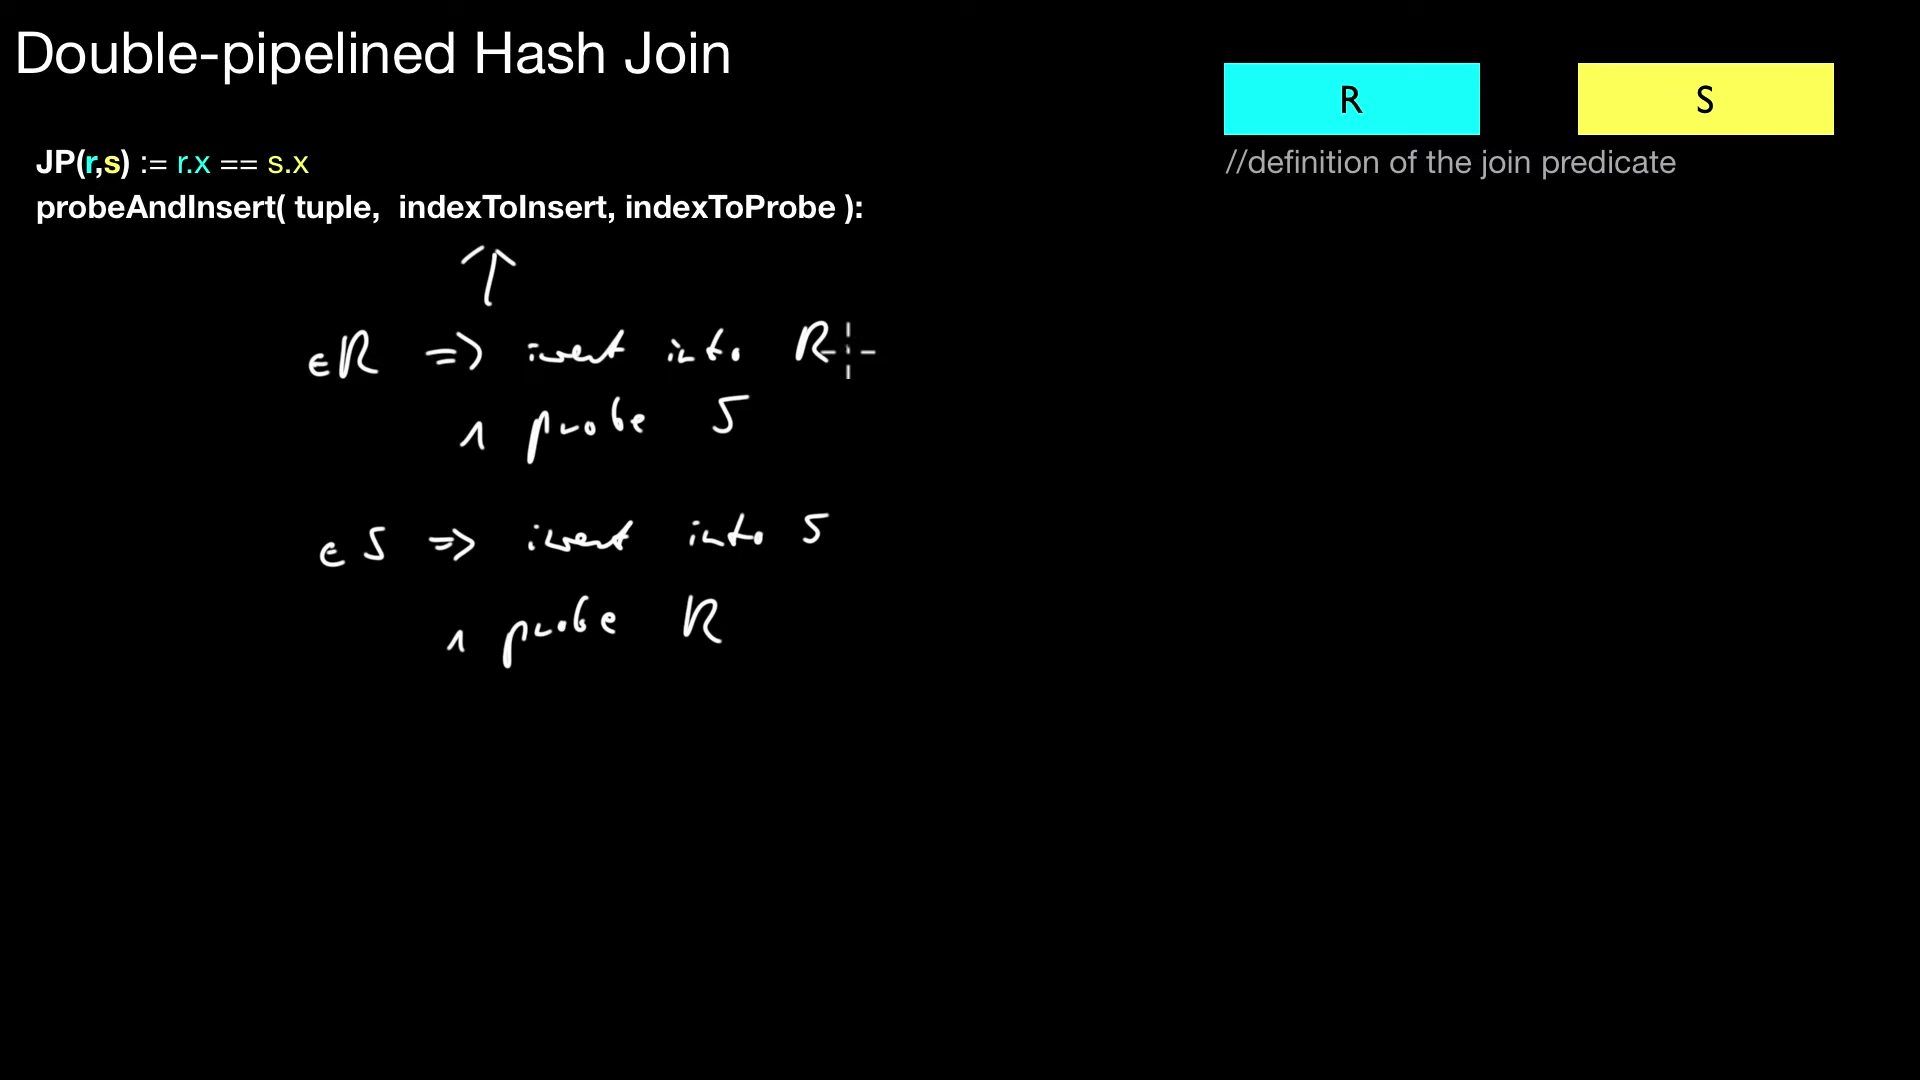 Double-pipelined Hash Join
R S
JP(r,s) := r.x == s.x //definition of the join predicate
probeAndInsert( tuple, indexToInsert, indexToProbe ):
∈ R => insert into R
∧ probe S
∈ S => insert into S
∧ probe R